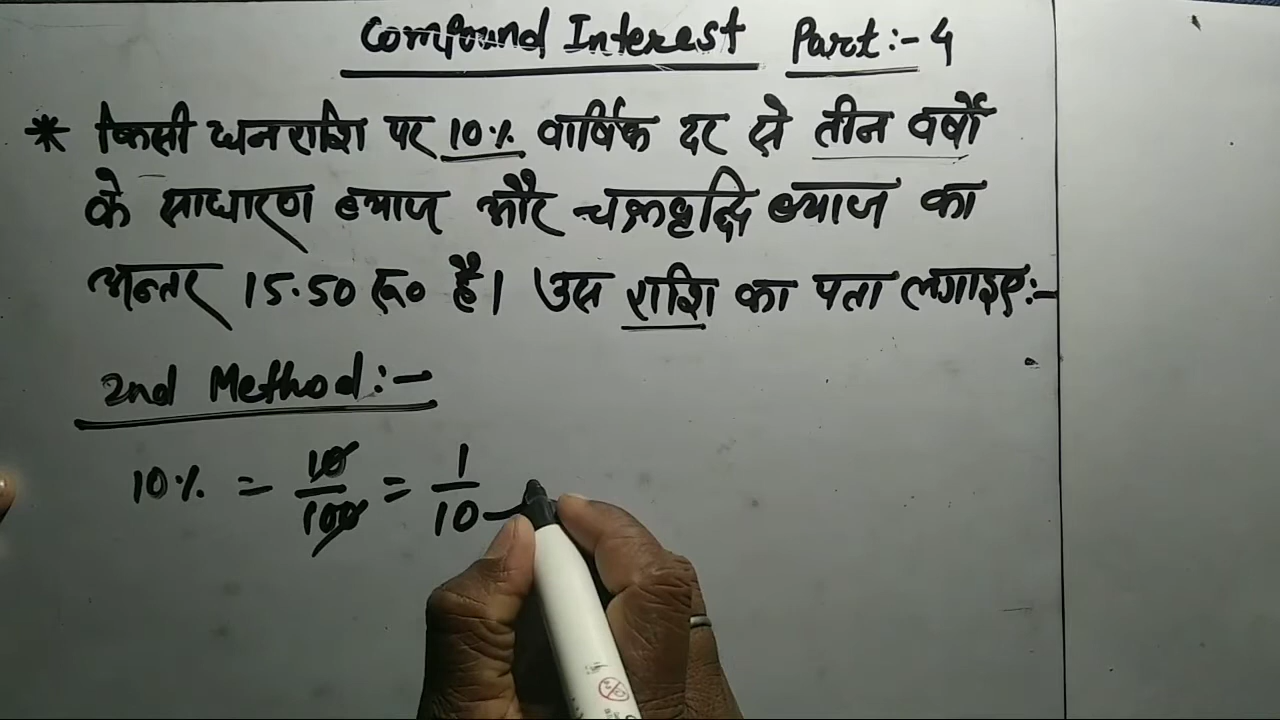 Compound Interest Part:- 4
* किसी धनराशि पर 10% वार्षिक दर से तीन वर्षो
के साधारण ब्याज और चक्रवृद्धि ब्याज का
अन्तर 15.50 रू० है। उस राशि का पता लगाइए:-
2nd Method:-
10% = 10/100 = 1/10